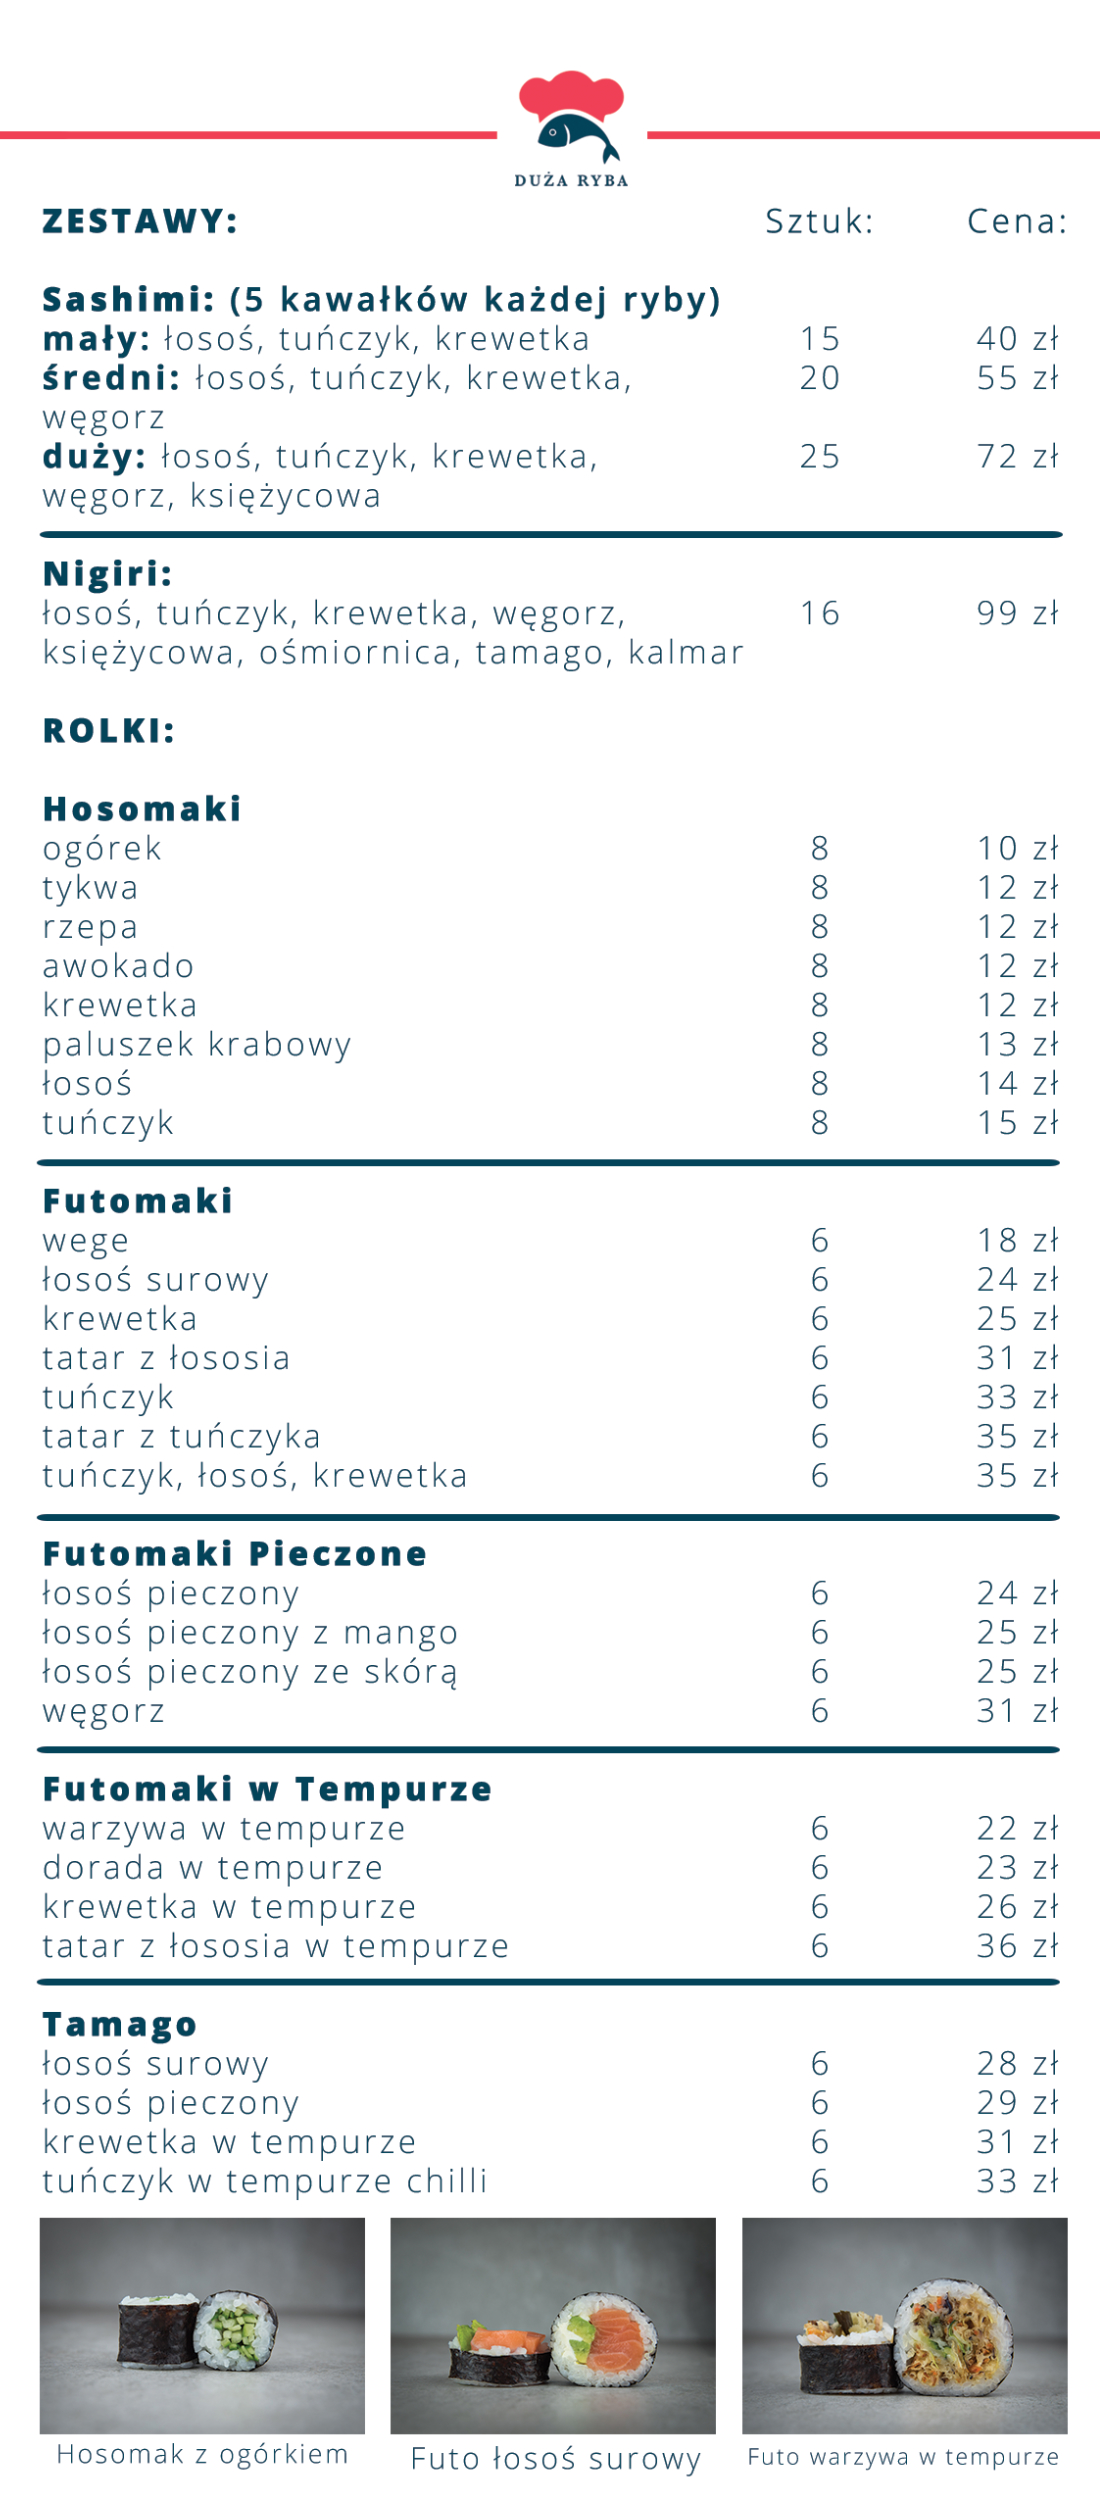 DUŻA RYBA
ZESTAWY: Sztuk: Cena:
Sashimi: (5 kawałków każdej ryby)
mały: łosoś, tuńczyk, krewetka 15 40 zł
średni: łosoś, tuńczyk, krewetka, 20 55 zł
węgorz
duży: łosoś, tuńczyk, krewetka, 25 72 zł
węgorz, księżycowa
Nigiri:
łosoś, tuńczyk, krewetka, węgorz, 16 99 zł
księżycowa, ośmiornica, tamago, kalmar
ROLKI:
Hosomaki
ogórek 8 10 zł
tykwa 8 12 zł
rzepa 8 12 zł
awokado 8 12 zł
krewetka 8 12 zł
paluszek krabowy 8 13 zł
łosoś 8 14 zł
tuńczyk 8 15 zł
Futomaki
wege 6 18 zł
łosoś surowy 6 24 zł
krewetka 6 25 zł
tatar z łososia 6 31 zł
tuńczyk 6 33 zł
tatar z tuńczyka 6 35 zł
tuńczyk, łosoś, krewetka 6 35 zł
Futomaki Pieczone
łosoś pieczony 6 24 zł
łosoś pieczony z mango 6 25 zł
łosoś pieczony ze skórą 6 25 zł
węgorz 6 31 zł
Futomaki w Tempurze
warzywa w tempurze 6 22 zł
dorada w tempurze 6 23 zł
krewetka w tempurze 6 26 zł
tatar z łososia w tempurze 6 36 zł
Tamago
łosoś surowy 6 28 zł
łosoś pieczony 6 29 zł
krewetka w tempurze 6 31 zł
tuńczyk w tempurze chilli 6 33 zł
Hosomak z ogórkiem Futo łosoś surowy Futo warzywa w tempurze